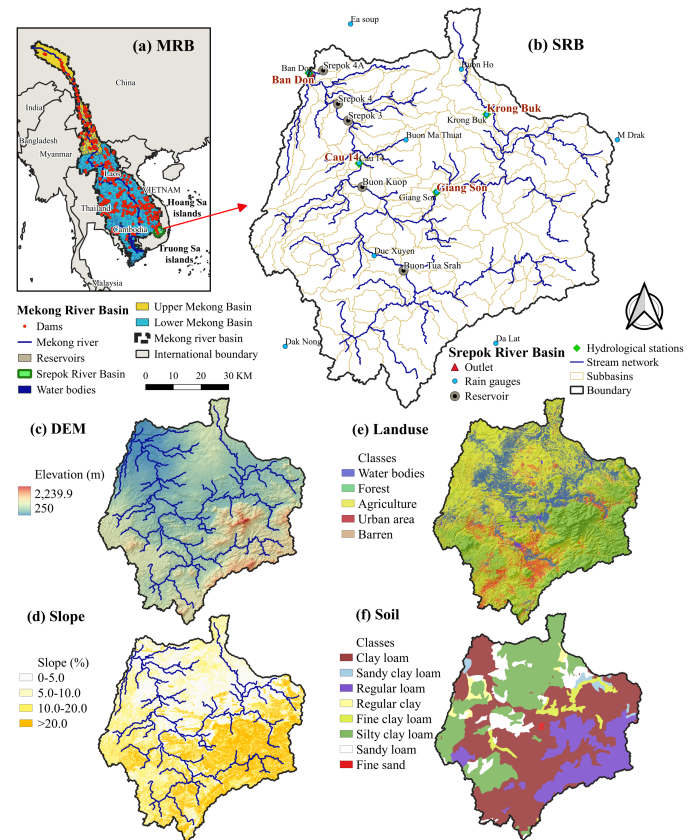 (a) MRB
China
India
Bangladesh
Myanmar
Laos
VIETNAM
Hoang Sa
islands
Thailand
Cambodia
Truong Sa
islands
Malaysia
Mekong River Basin
Dams
Mekong river
Reservoirs
Srepok River Basin
Water bodies
Upper Mekong Basin
Lower Mekong Basin
Mekong river basin
International boundary
0 10 20 30 KM
(b) SRB
Ea soup
Ban Don
Srepok 4A
Ban Don
Buon Ho
Srepok 4
Krong Buk
Krong Buk
Srepok 3
Buon Ma Thuat
M Drak
Cau 14
Cau 14
Buon Kuop
Giang Son
Giang Son
Duc Xuyen
Buon Tua Srah
Dak Nong
Da Lat
Srepok River Basin
Outlet
Rain gauges
Reservoir
Hydrological stations
Stream network
Subbasins
Boundary
(c) DEM
Elevation (m)
2,239.9
250
(e) Landuse
Classes
Water bodies
Forest
Agriculture
Urban area
Barren
(d) Slope
Slope (%)
0-5.0
5.0-10.0
10.0-20.0
>20.0
(f) Soil
Classes
Clay loam
Sandy clay loam
Regular loam
Regular clay
Fine clay loam
Silty clay loam
Sandy loam
Fine sand